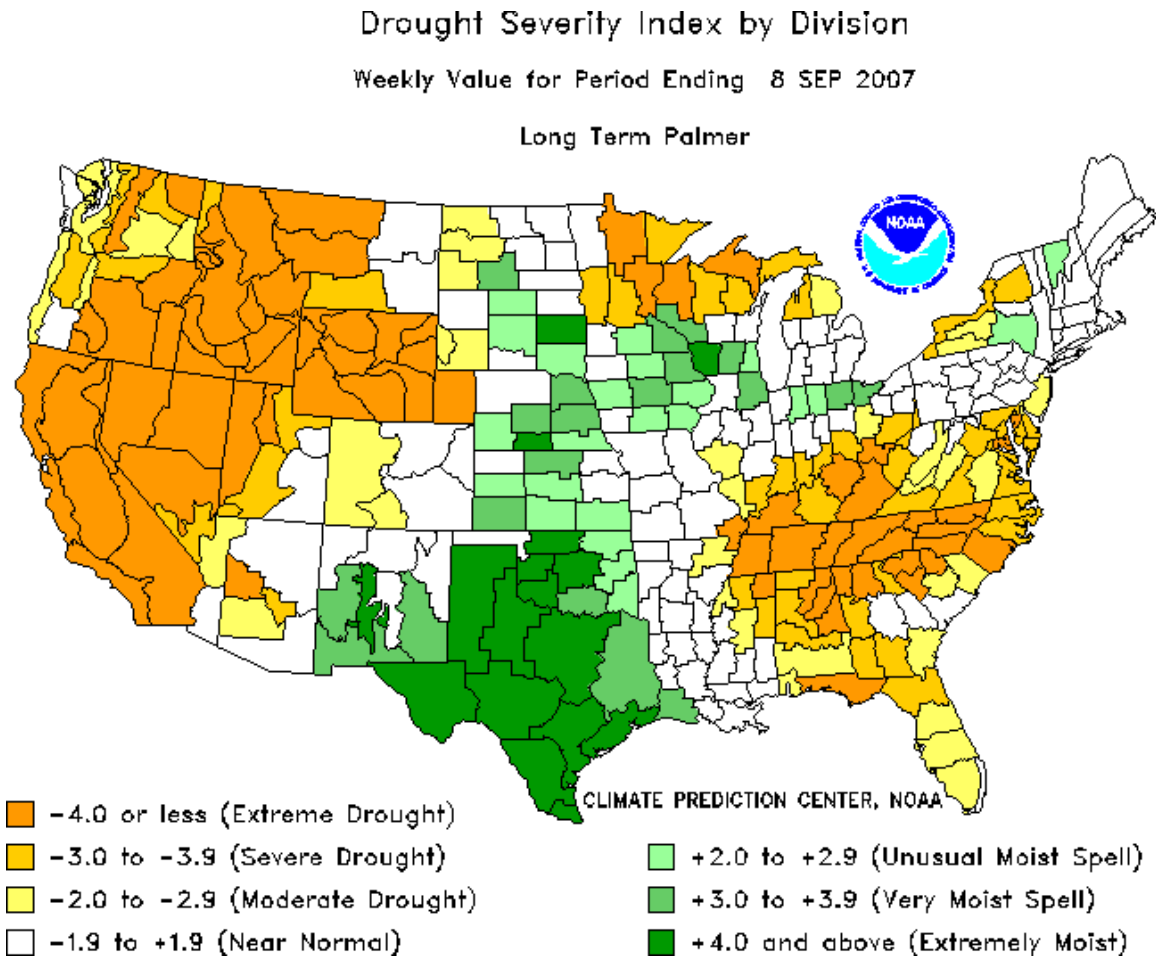 Drought Severity Index by Division
Weekly Value for Period Ending 8 SEP 2007
Long Term Palmer
NOAA
CLIMATE PREDICTION CENTER, NOAA
-4.0 or less (Extreme Drought)
-3.0 to -3.9 (Severe Drought)
-2.0 to -2.9 (Moderate Drought)
-1.9 to +1.9 (Near Normal)
+2.0 to +2.9 (Unusual Moist Spell)
+3.0 to +3.9 (Very Moist Spell)
+4.0 and above (Extremely Moist)